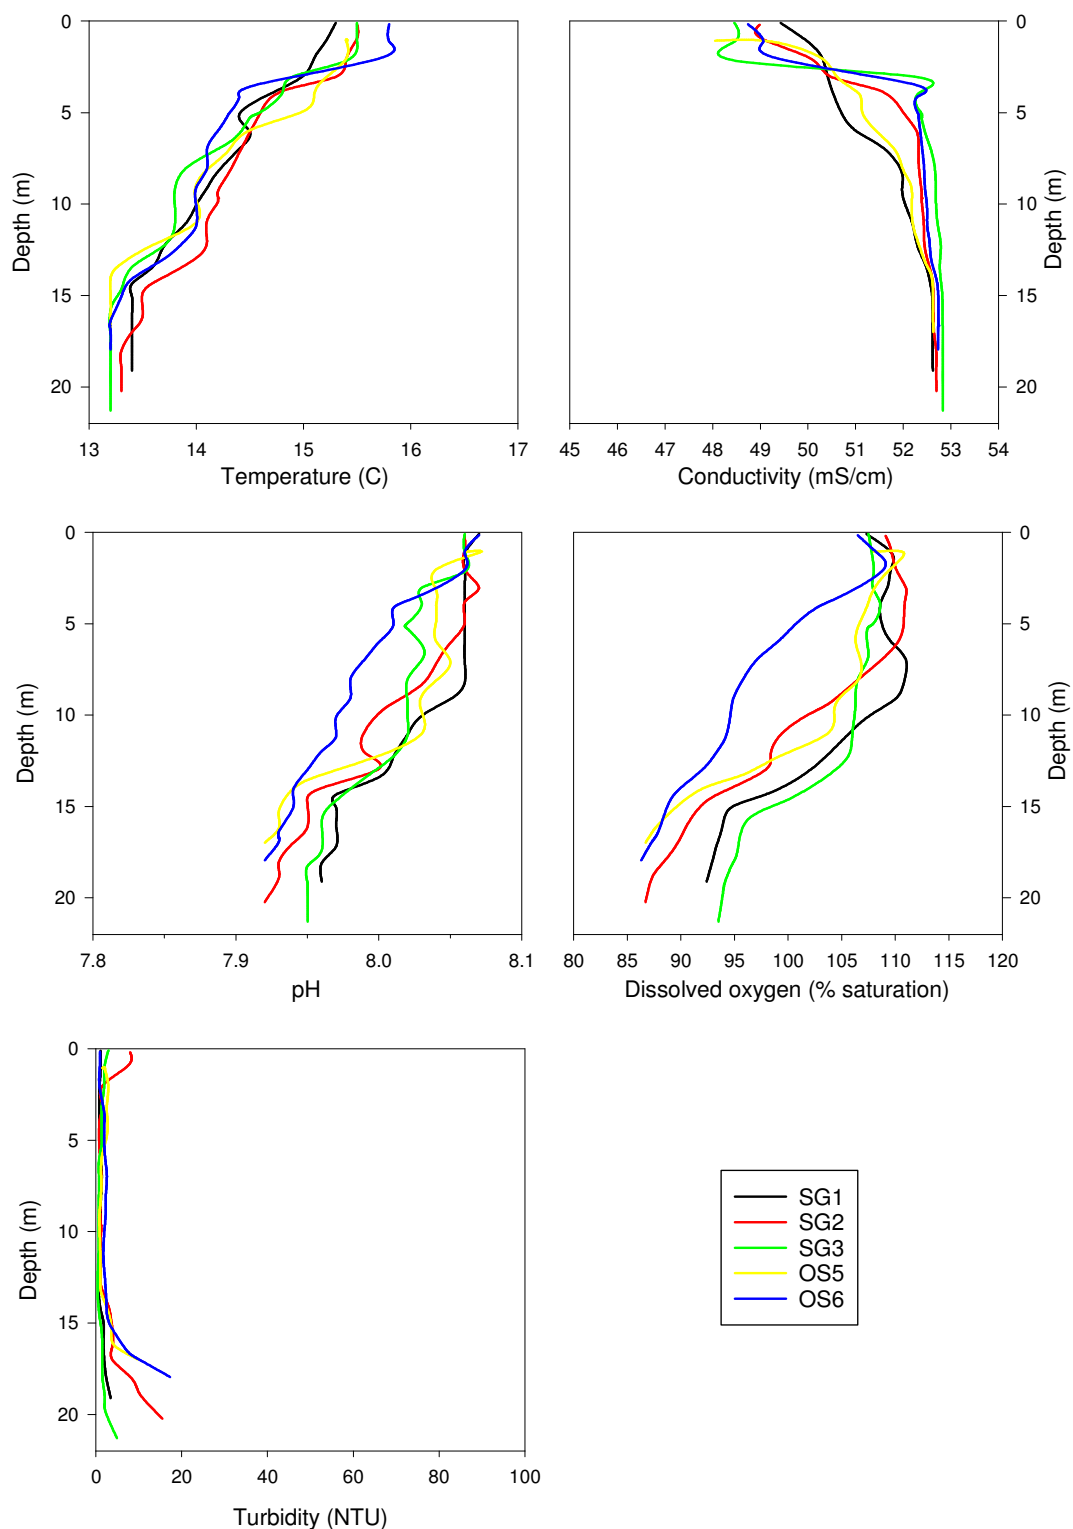 0
5
10
15
20
Depth (m)
13 14 15 16 17
Temperature (C)
0
5
10
15
20
Depth (m)
45 46 47 48 49 50 51 52 53 54
Conductivity (mS/cm)
0
5
10
15
20
Depth (m)
7.8 7.9 8.0 8.1
pH
0
5
10
15
20
Depth (m)
80 85 90 95 100 105 110 115 120
Dissolved oxygen (% saturation)
0
5
10
15
20
Depth (m)
0 20 40 60 80 100
Turbidity (NTU)
SG1
SG2
SG3
OS5
OS6